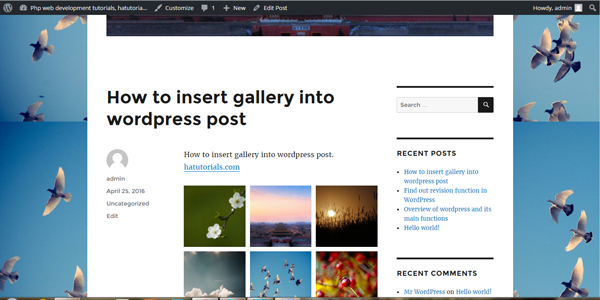 Php web development tutorials, hatutoria... Customize 1 New Edit Post Howdy, admin
How to insert gallery into
wordpress post
admin
April 25, 2016
Uncategorized
Edit
How to insert gallery into wordpress post.
hatutorials.com
Search ...
RECENT POSTS
How to insert gallery into
wordpress post
Find out revision function in
WordPress
Overview of wordpress and its
main functions
Hello world!
RECENT COMMENTS
Mr WordPress on Hello world!